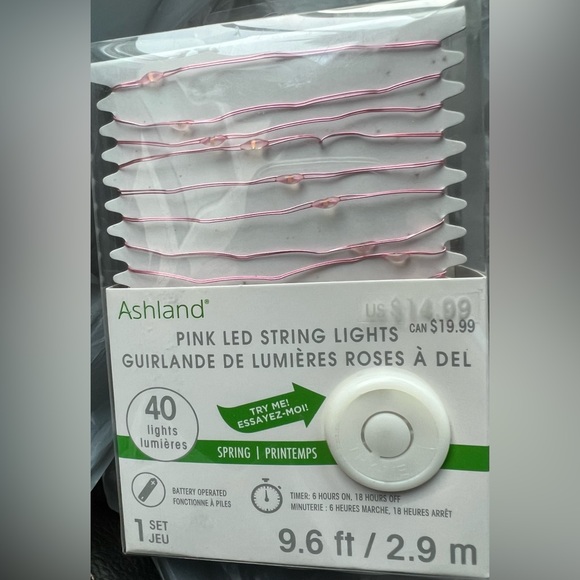 Ashland®
US $14.99
CAN $19.99
PINK LED STRING LIGHTS
GUIRLANDE DE LUMIÈRES ROSES À DEL
40
lights
lumières
TRY ME!
ESSAYEZ-MOI!
SPRING | PRINTEMPS
BATTERY OPERATED
FONCTIONNE À PILES
TIMER: 6 HOURS ON, 18 HOURS OFF
MINUTERIE : 6 HEURES MARCHE, 18 HEURES ARRÊT
1 SET
JEU
9.6 ft / 2.9 m